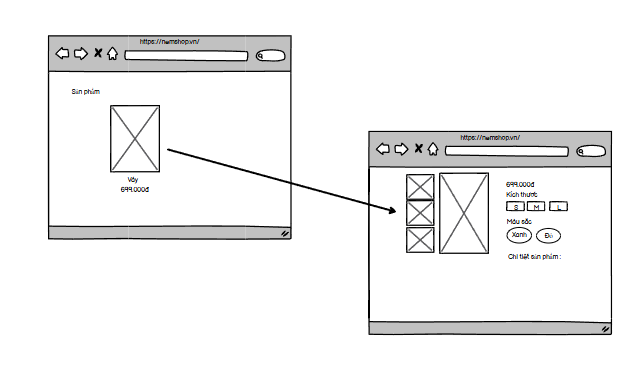 https://namshop.vn/
Sản phẩm
Váy
699.000đ
https://namshop.vn/
699.000đ
Kích thước
S M L
Màu sắc
Xanh Đỏ
Chi tiết sản phẩm :